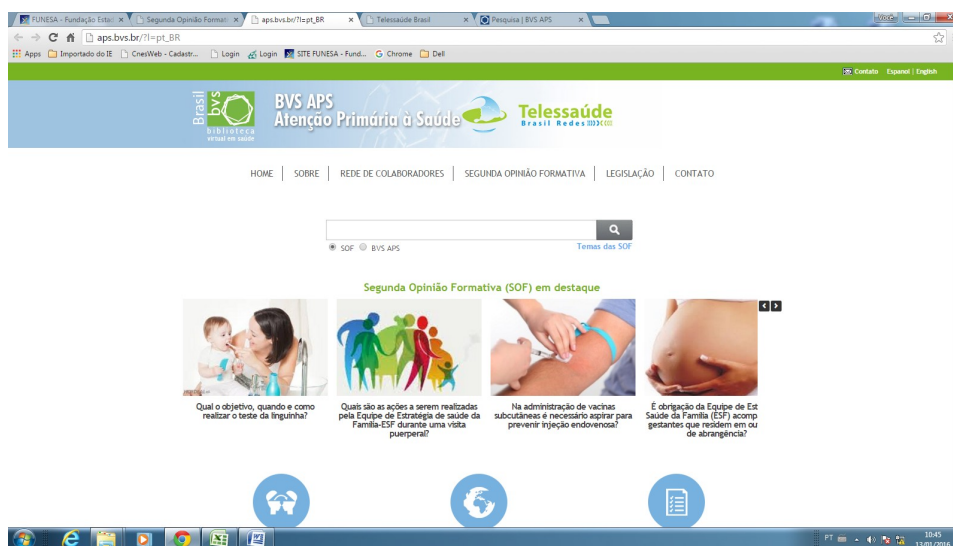 FUNESA - Fundação Estad
Segunda Opinião Formati
aps.bvs.br/?l=pt_BR
Telessaúde Brasil
Pesquisa | BVS APS
Você
aps.bvs.br/?l=pt_BR
Apps
Importado do IE
CnesWeb - Cadastr...
Login
Login
SITE FUNESA - Fund...
Chrome
Dell
Contato Espanol | English
Brasil
bvs
biblioteca
virtual em saúde
BVS APS
Atenção Primária à Saúde
Telessaúde
Brasil Redes
HOME | SOBRE | REDE DE COLABORADORES | SEGUNDA OPINIÃO FORMATIVA | LEGISLAÇÃO | CONTATO
SOF BVS APS
Temas das SOF
Segunda Opinião Formativa (SOF) em destaque
Qual o objetivo, quando e como
realizar o teste da linguinha?
Quais são as ações a serem realizadas
pela Equipe de Estratégia de saúde da
Família-ESF durante uma visita
puerperal?
Na administração de vacinas
subcutâneas é necessário aspirar para
prevenir injeção endovenosa?
É obrigação da Equipe de Est
Saúde da Família (ESF) acomp
gestantes que residem em ou
de abrangência?
PT
10:45
13/01/2016